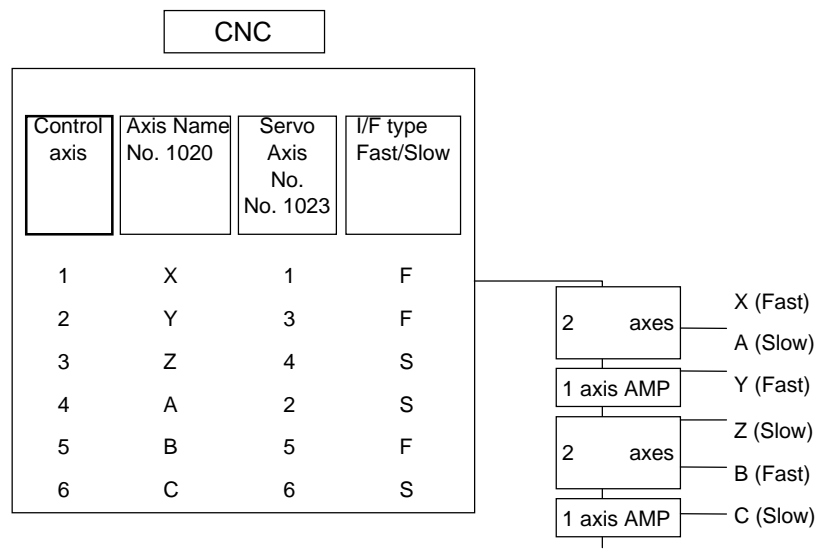 CNC
Control axis
Axis Name No. 1020
Servo Axis No. No. 1023
I/F type Fast/Slow
1 X 1 F
2 Y 3 F
3 Z 4 S
4 A 2 S
5 B 5 F
6 C 6 S
2 axes
X (Fast)
A (Slow)
1 axis AMP
Y (Fast)
2 axes
Z (Slow)
B (Fast)
1 axis AMP
C (Slow)